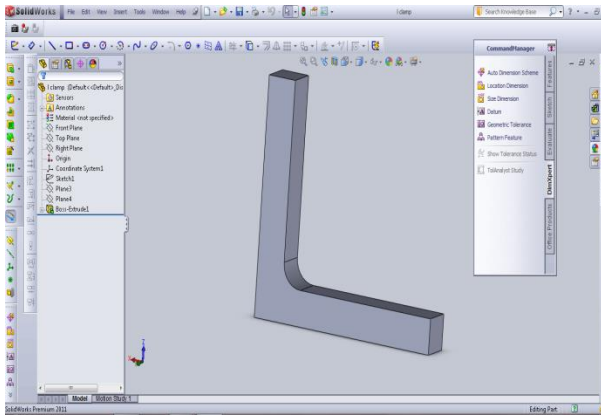 SolidWorks File Edit View Insert Tools Window Help
l clamp
Search Knowledge Base
l clamp (Default<<Default>_Dis
Sensors
Annotations
Material <not specified>
Front Plane
Top Plane
Right Plane
Origin
Coordinate System1
Sketch1
Plane3
Plane4
Boss-Extrude1
CommandManager
Auto Dimension Scheme
Location Dimension
Size Dimension
Datum
Geometric Tolerance
Pattern Feature
Show Tolerance Status
TolAnalyst Study
Features
Sketch
Evaluate
DimXpert
Office Products
Z
Model Motion Study 1
SolidWorks Premium 2011
Editing Part